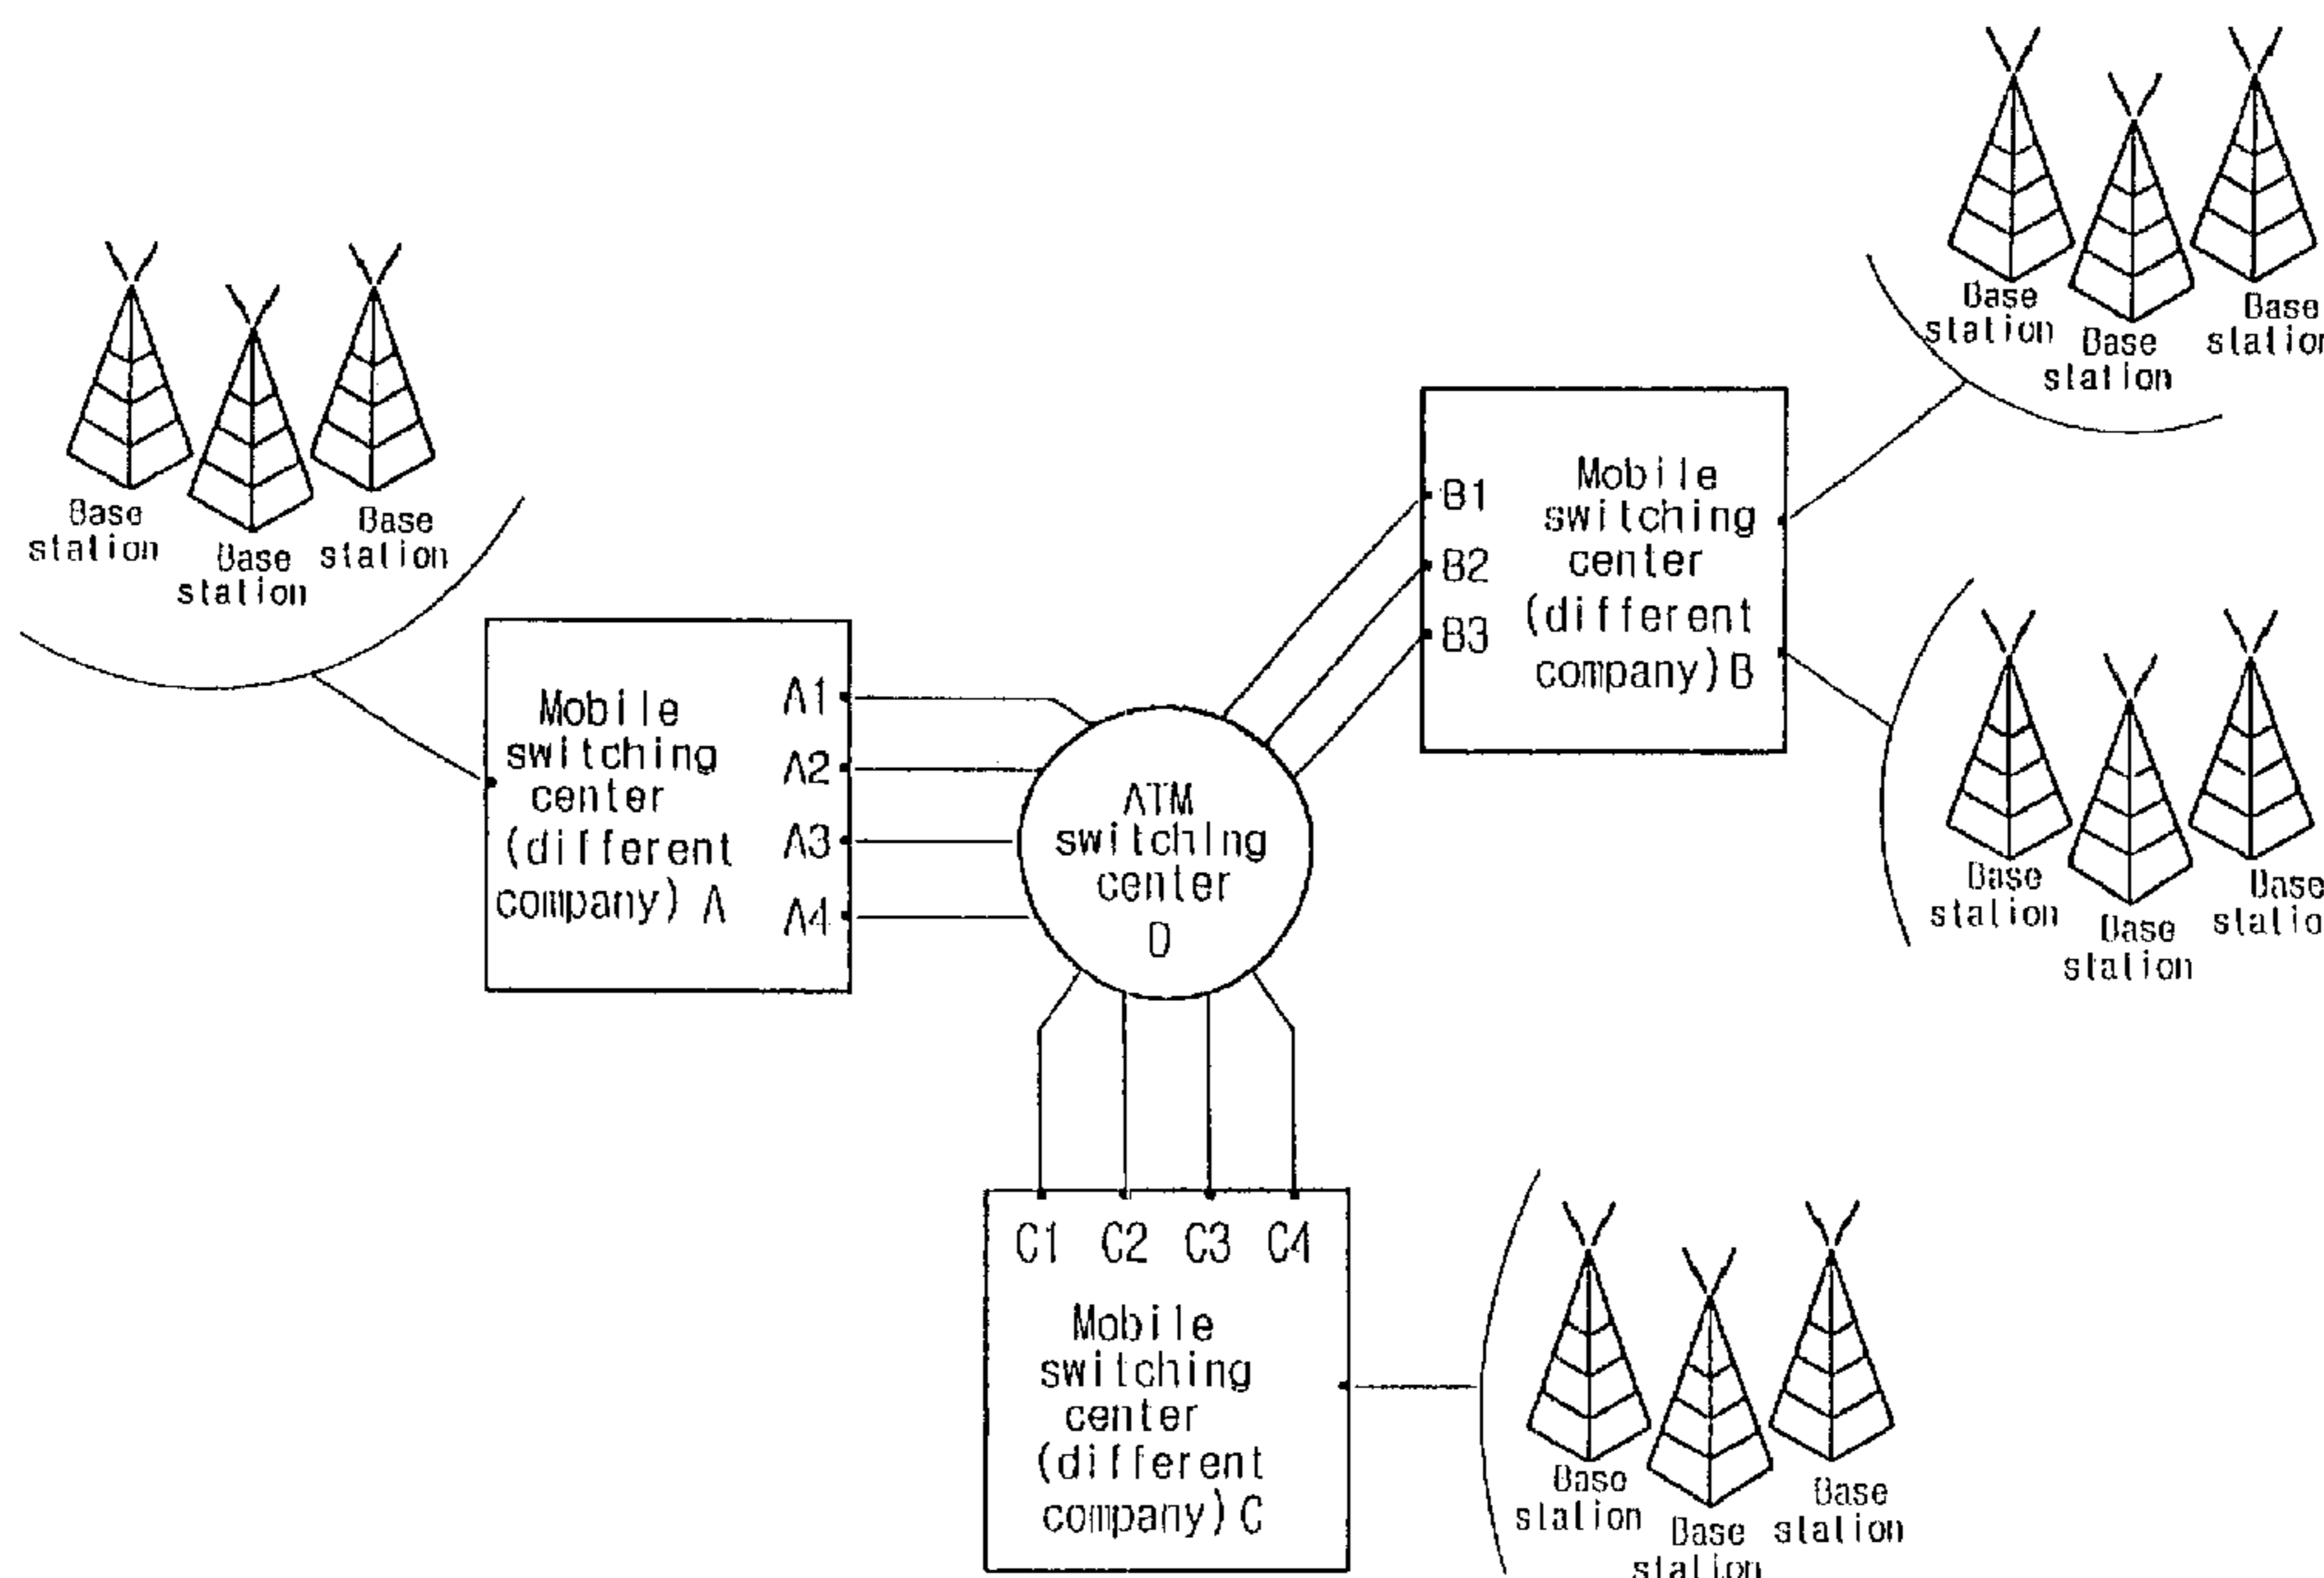 Base
station
Base
station
Base
station
Base
station
Base
station
Base
station
Mobile
switching
center
(different
company) A
A1
A2
A3
A4
B1
B2
B3
Mobile
switching
center
(different
company) B
ATM
switching
center
D
Base
station
Base
station
Base
statio
C1 C2 C3 C4
Mobile
switching
center
(different
company) C
Base
station
Base
station
Base
station